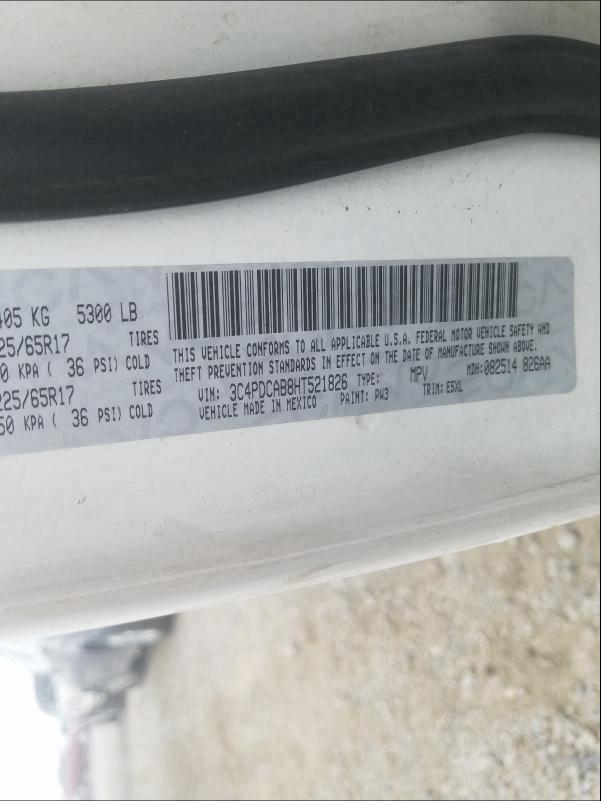 405 KG 5300 LB
25/65R17 TIRES
0 KPA ( 36 PSI) COLD
225/65R17 TIRES
50 KPA ( 36 PSI) COLD
THIS VEHICLE CONFORMS TO ALL APPLICABLE U.S.A. FEDERAL MOTOR VEHICLE SAFETY AND
THEFT PREVENTION STANDARDS IN EFFECT ON THE DATE OF MANUFACTURE SHOWN ABOVE.
VIN: 3C4PDCAB8HT521826 TYPE: MPV MDH: 082514 826AA
VEHICLE MADE IN MEXICO PAINT: PW3 TRIM: E5XL